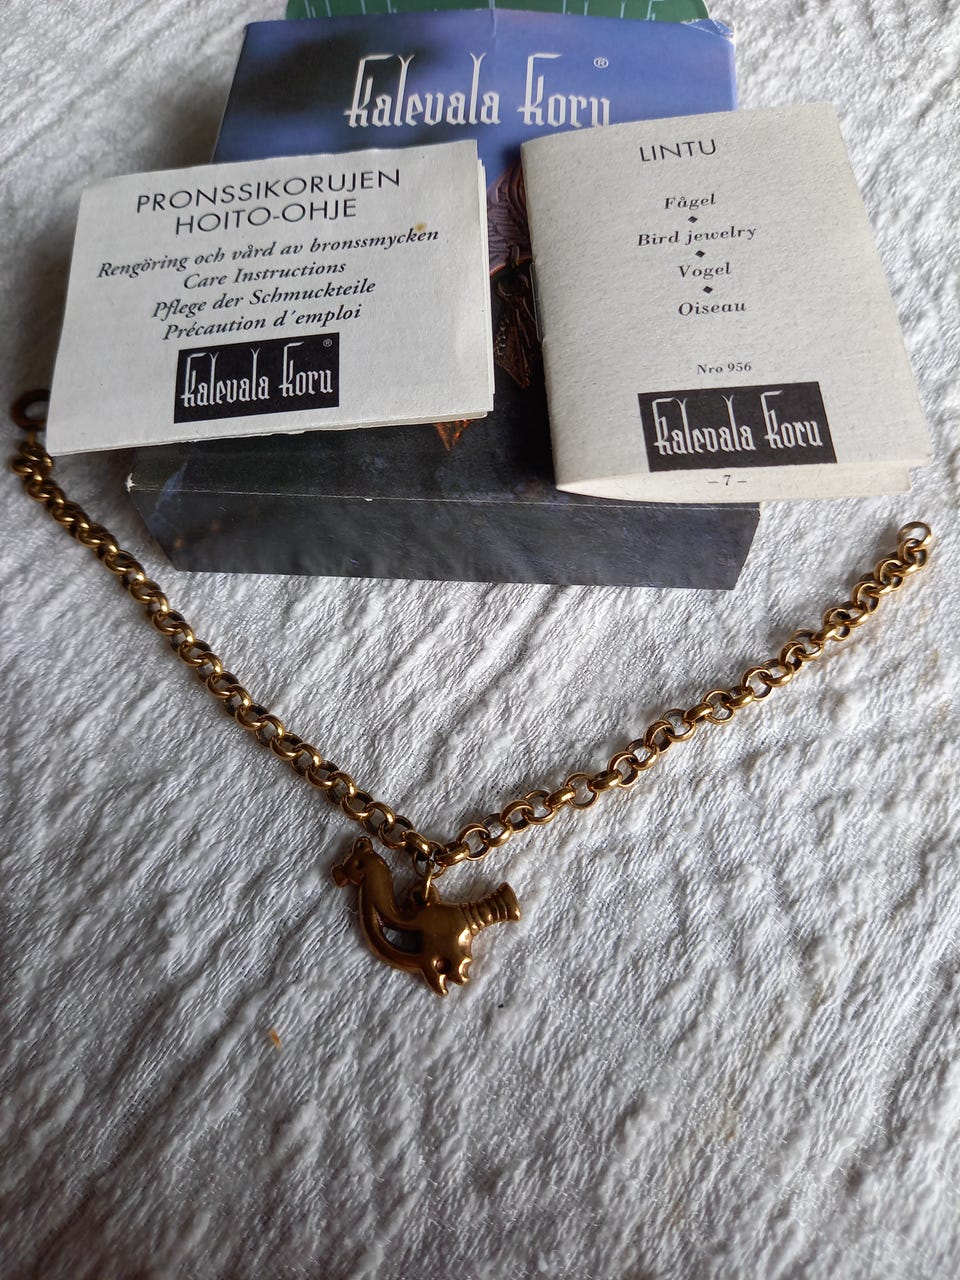 Kalevala Koru ®
PRONSSIKORUJEN
HOITO-OHJE
Rengöring och vård av bronssmycken
Care Instructions
Pflege der Schmuckteile
Précaution d´emploi
Kalevala Koru ®
LINTU
Fågel
Bird jewelry
Vogel
Oiseau
Nro 956
Kalevala Koru
– 7 –